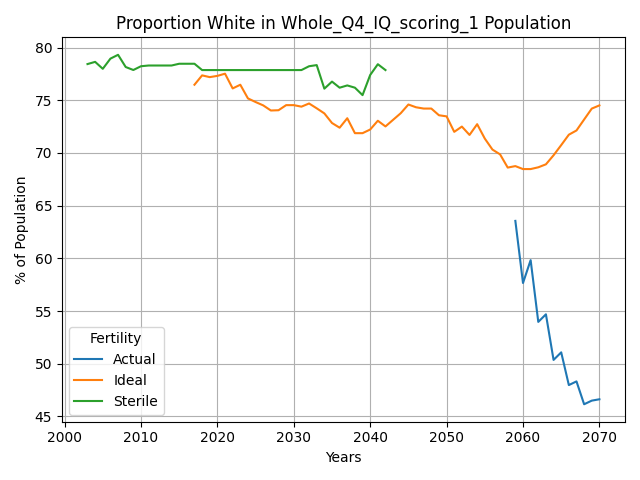 Proportion White in Whole_Q4_IQ_scoring_1 Population
80
75
70
65
60
55
50
45
% of Population
Fertility
Actual
Ideal
Sterile
2000 2010 2020 2030 2040 2050 2060 2070
Years